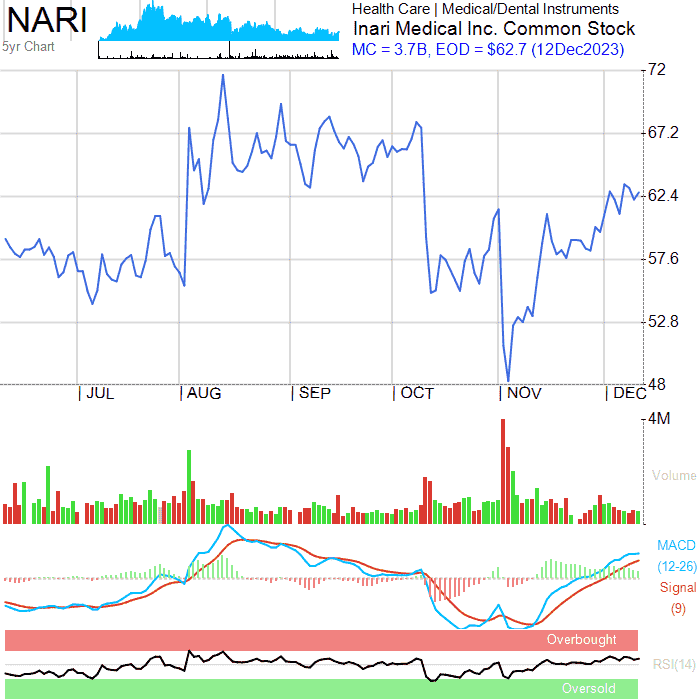 NARI
5yr Chart
Health Care | Medical/Dental Instruments
Inari Medical Inc. Common Stock
MC = 3.7B, EOD = $62.7 (12Dec2023)
72
67.2
62.4
57.6
52.8
48
| JUL | AUG | SEP | OCT | NOV | DEC
4M
Volume
MACD
(12-26)
Signal
(9)
Overbought
RSI(14)
Oversold